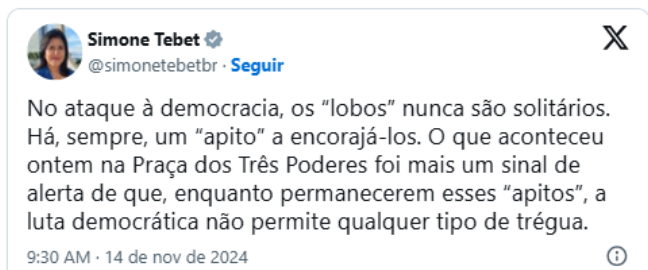 Simone Tebet
@simonetebetbr · Seguir
No ataque à democracia, os “lobos” nunca são solitários.
Há, sempre, um “apito” a encorajá-los. O que aconteceu
ontem na Praça dos Três Poderes foi mais um sinal de
alerta de que, enquanto permanecerem esses “apitos”, a
luta democrática não permite qualquer tipo de trégua.
9:30 AM · 14 de nov de 2024